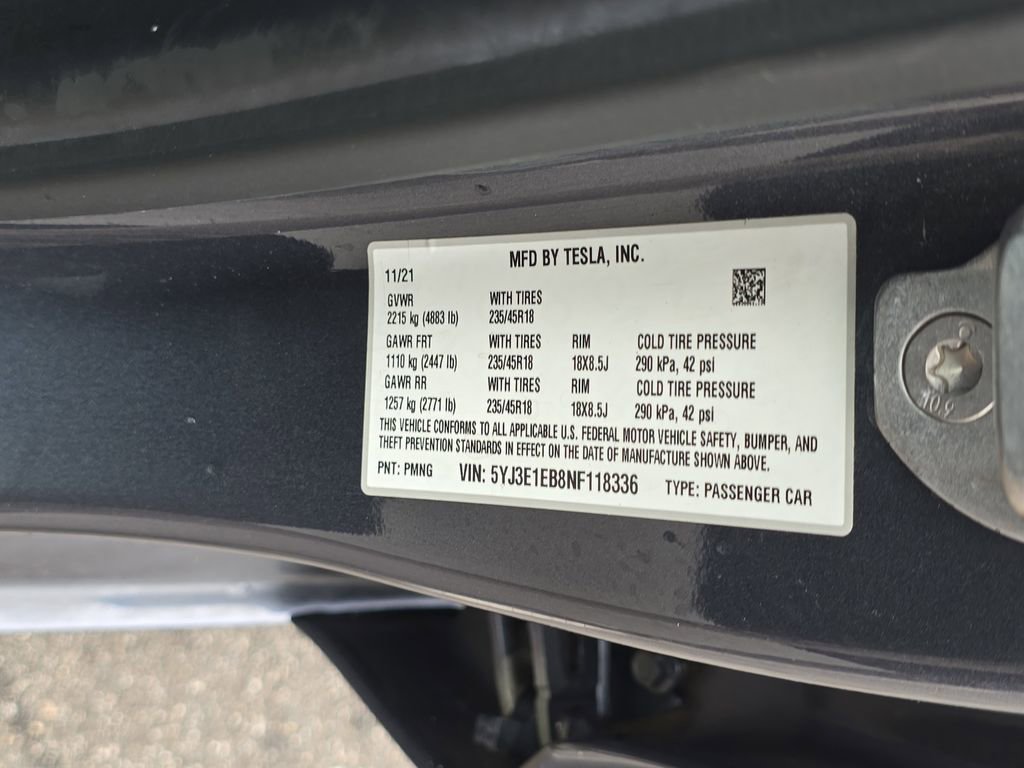 MFD BY TESLA, INC.
11/21
GVWR WITH TIRES
2215 kg (4883 lb) 235/45R18
GAWR FRT WITH TIRES RIM COLD TIRE PRESSURE
1110 kg (2447 lb) 235/45R18 18X8.5J 290 kPa, 42 psi
GAWR RR WITH TIRES RIM COLD TIRE PRESSURE
1257 kg (2771 lb) 235/45R18 18X8.5J 290 kPa, 42 psi
THIS VEHICLE CONFORMS TO ALL APPLICABLE U.S. FEDERAL MOTOR VEHICLE SAFETY, BUMPER, AND
THEFT PREVENTION STANDARDS IN EFFECT ON THE DATE OF MANUFACTURE SHOWN ABOVE.
PNT: PMNG VIN: 5YJ3E1EB8NF118336 TYPE: PASSENGER CAR
10.9